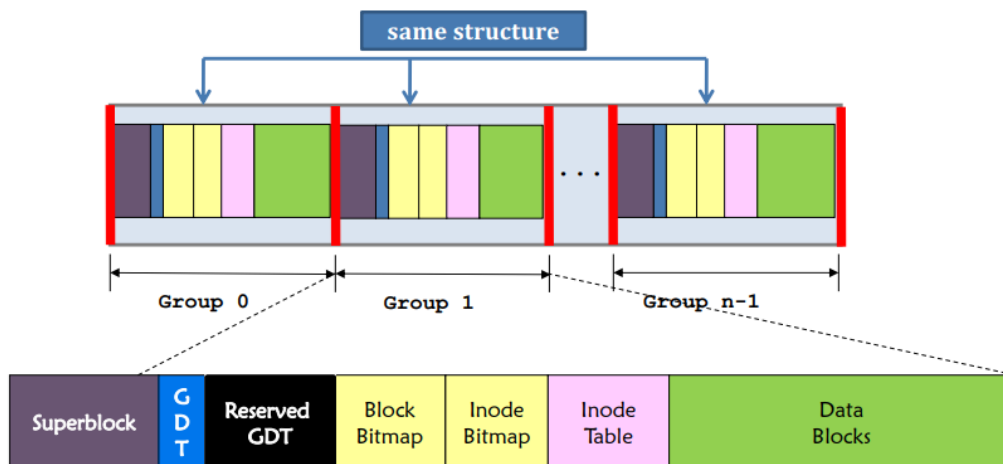 same structure
...
Group 0
Group 1
Group n-1
Superblock
G
D
T
Reserved
GDT
Block
Bitmap
Inode
Bitmap
Inode
Table
Data
Blocks